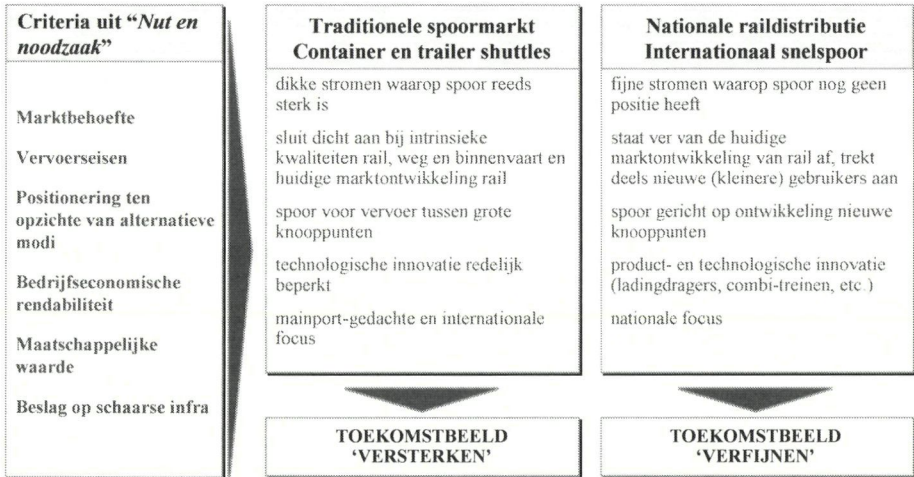 Criteria uit “Nut en
noodzaak”
Marktbehoefte
Vervoerseisen
Positionering ten
opzichte van alternatieve
modi
Bedrijfseconomische
rendabiliteit
Maatschappelijke
waarde
Beslag op schaarse infra
Traditionele spoormarkt
Container en trailer shuttles
dikke stromen waarop spoor reeds
sterk is
sluit dicht aan bij intrinsieke
kwaliteiten rail, weg en binnenvaart en
huidige marktontwikkeling rail
spoor voor vervoer tussen grote
knooppunten
technologische innovatie redelijk
beperkt
mainport-gedachte en internationale
focus
TOEKOMSTBEELD
‘VERSTERKEN’
Nationale raildistributie
Internationaal snelspoor
fijne stromen waarop spoor nog geen
positie heeft
staat ver van de huidige
marktontwikkeling van rail af, trekt
deels nieuwe (kleinere) gebruikers aan
spoor gericht op ontwikkeling nieuwe
knooppunten
product- en technologische innovatie
(ladingdragers, combi-treinen, etc.)
nationale focus
TOEKOMSTBEELD
‘VERFIJNEN’